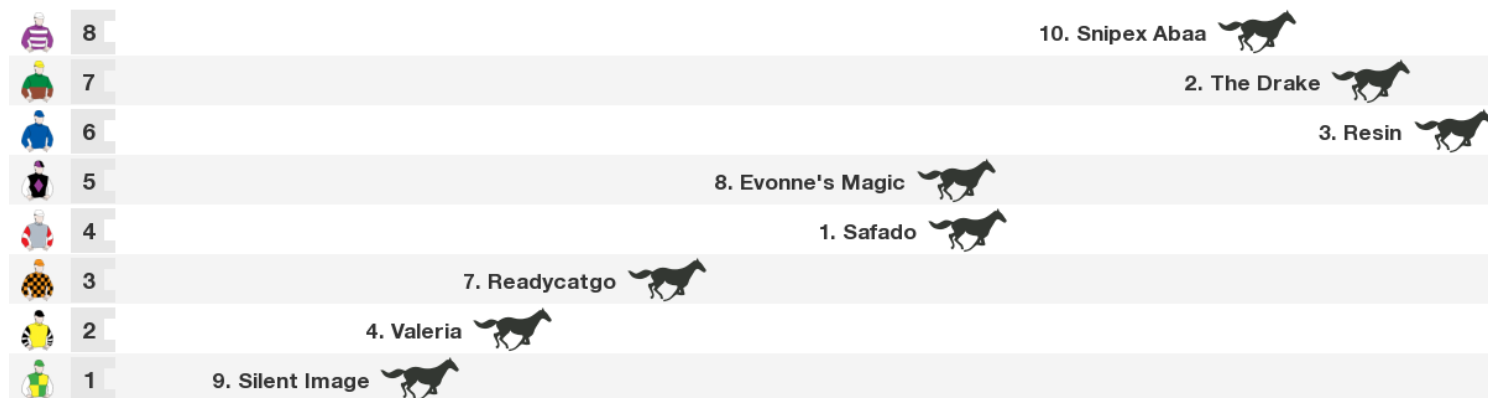 8 10. Snipex Abaa
7 2. The Drake
6 3. Resin
5 8. Evonne's Magic
4 1. Safado
3 7. Readycatgo
2 4. Valeria
1 9. Silent Image